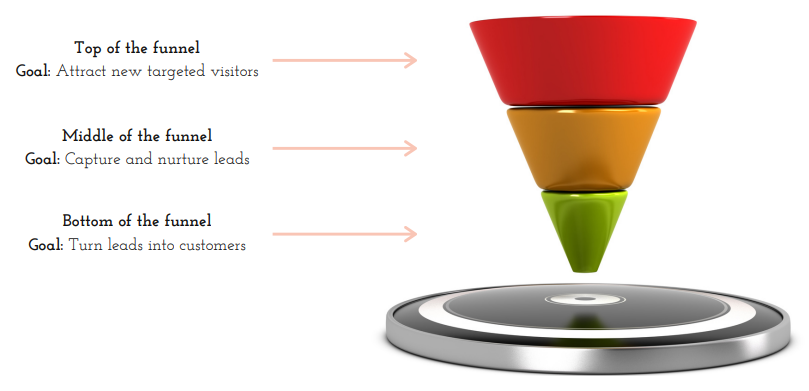 Top of the funnel
Goal: Attract new targeted visitors
Middle of the funnel
Goal: Capture and nurture leads
Bottom of the funnel
Goal: Turn leads into customers